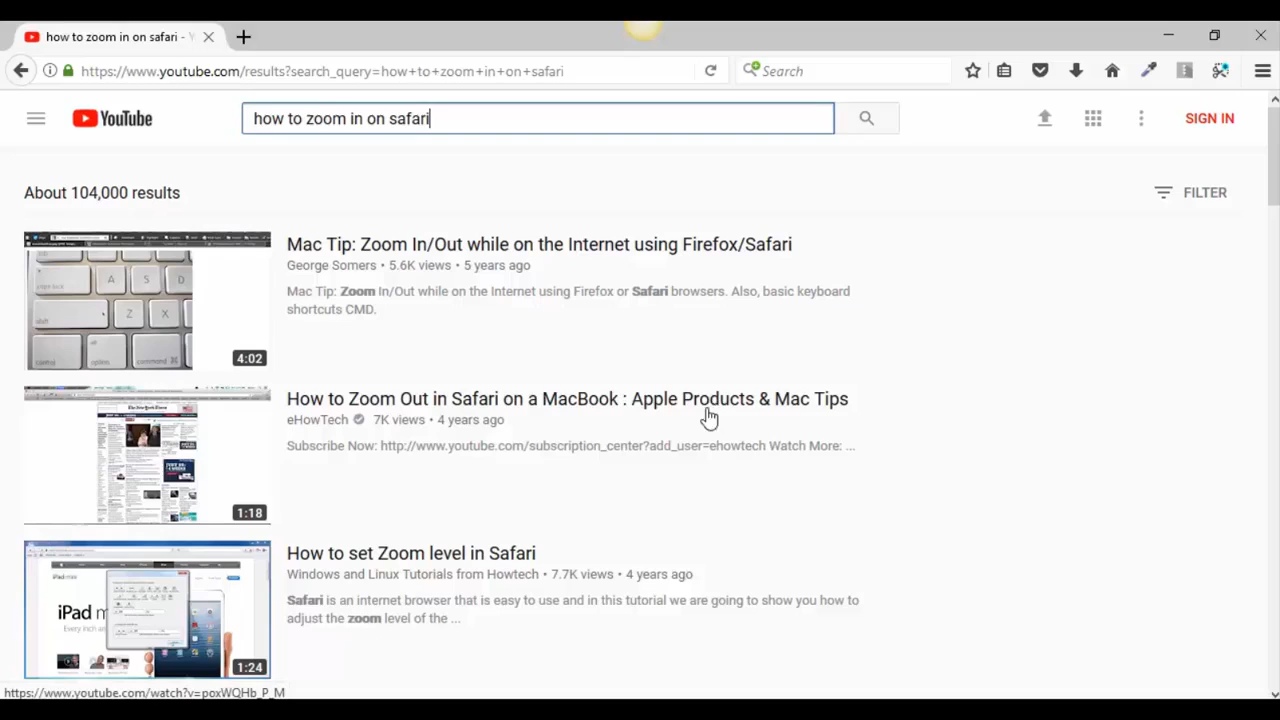 how to zoom in on safari - Y
https://www.youtube.com/results?search_query=how+to+zoom+in+on+safari
Search
YouTube
how to zoom in on safari
SIGN IN
About 104,000 results
FILTER
Mac Tip: Zoom In/Out while on the Internet using Firefox/Safari
George Somers • 5.6K views • 5 years ago
Mac Tip: Zoom In/Out while on the Internet using Firefox or Safari browsers. Also, basic keyboard
shortcuts CMD.
A S D
shift Z X
control option command
4:02
How to Zoom Out in Safari on a MacBook : Apple Products & Mac Tips
eHowTech 7K views • 4 years ago
Subscribe Now: http://www.youtube.com/subscription_center?add_user=ehowtech Watch More: ...
1:18
How to set Zoom level in Safari
Windows and Linux Tutorials from Howtech • 7.7K views • 4 years ago
Safari is an internet browser that is easy to use and in this tutorial we are going to show you how to
adjust the zoom level of the ...
iPad m
1:24
https://www.youtube.com/watch?v=poxWQHb_P_M